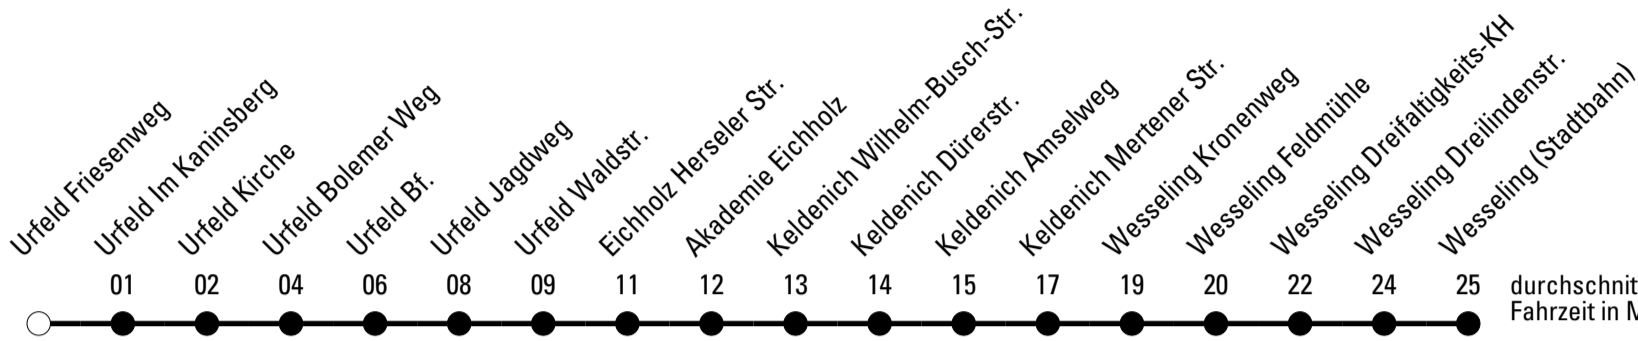 Urfeld Friesenweg
Urfeld Im Kaninsberg
Urfeld Kirche
Urfeld Bolemer Weg
Urfeld Bf.
Urfeld Jagdweg
Urfeld Waldstr.
Eichholz Herseler Str.
Akademie Eichholz
Keldenich Wilhelm-Busch-Str.
Keldenich Dürerstr.
Keldenich Amselweg
Keldenich Mertener Str.
Wesseling Kronenweg
Wesseling Feldmühle
Wesseling Dreifaltigkeits-KH
Wesseling Dreilindenstr.
Wesseling (Stadtbahn)
01 02 04 06 08 09 11 12 13 14 15 17 19 20 22 24 25
durchschnit
Fahrzeit in M